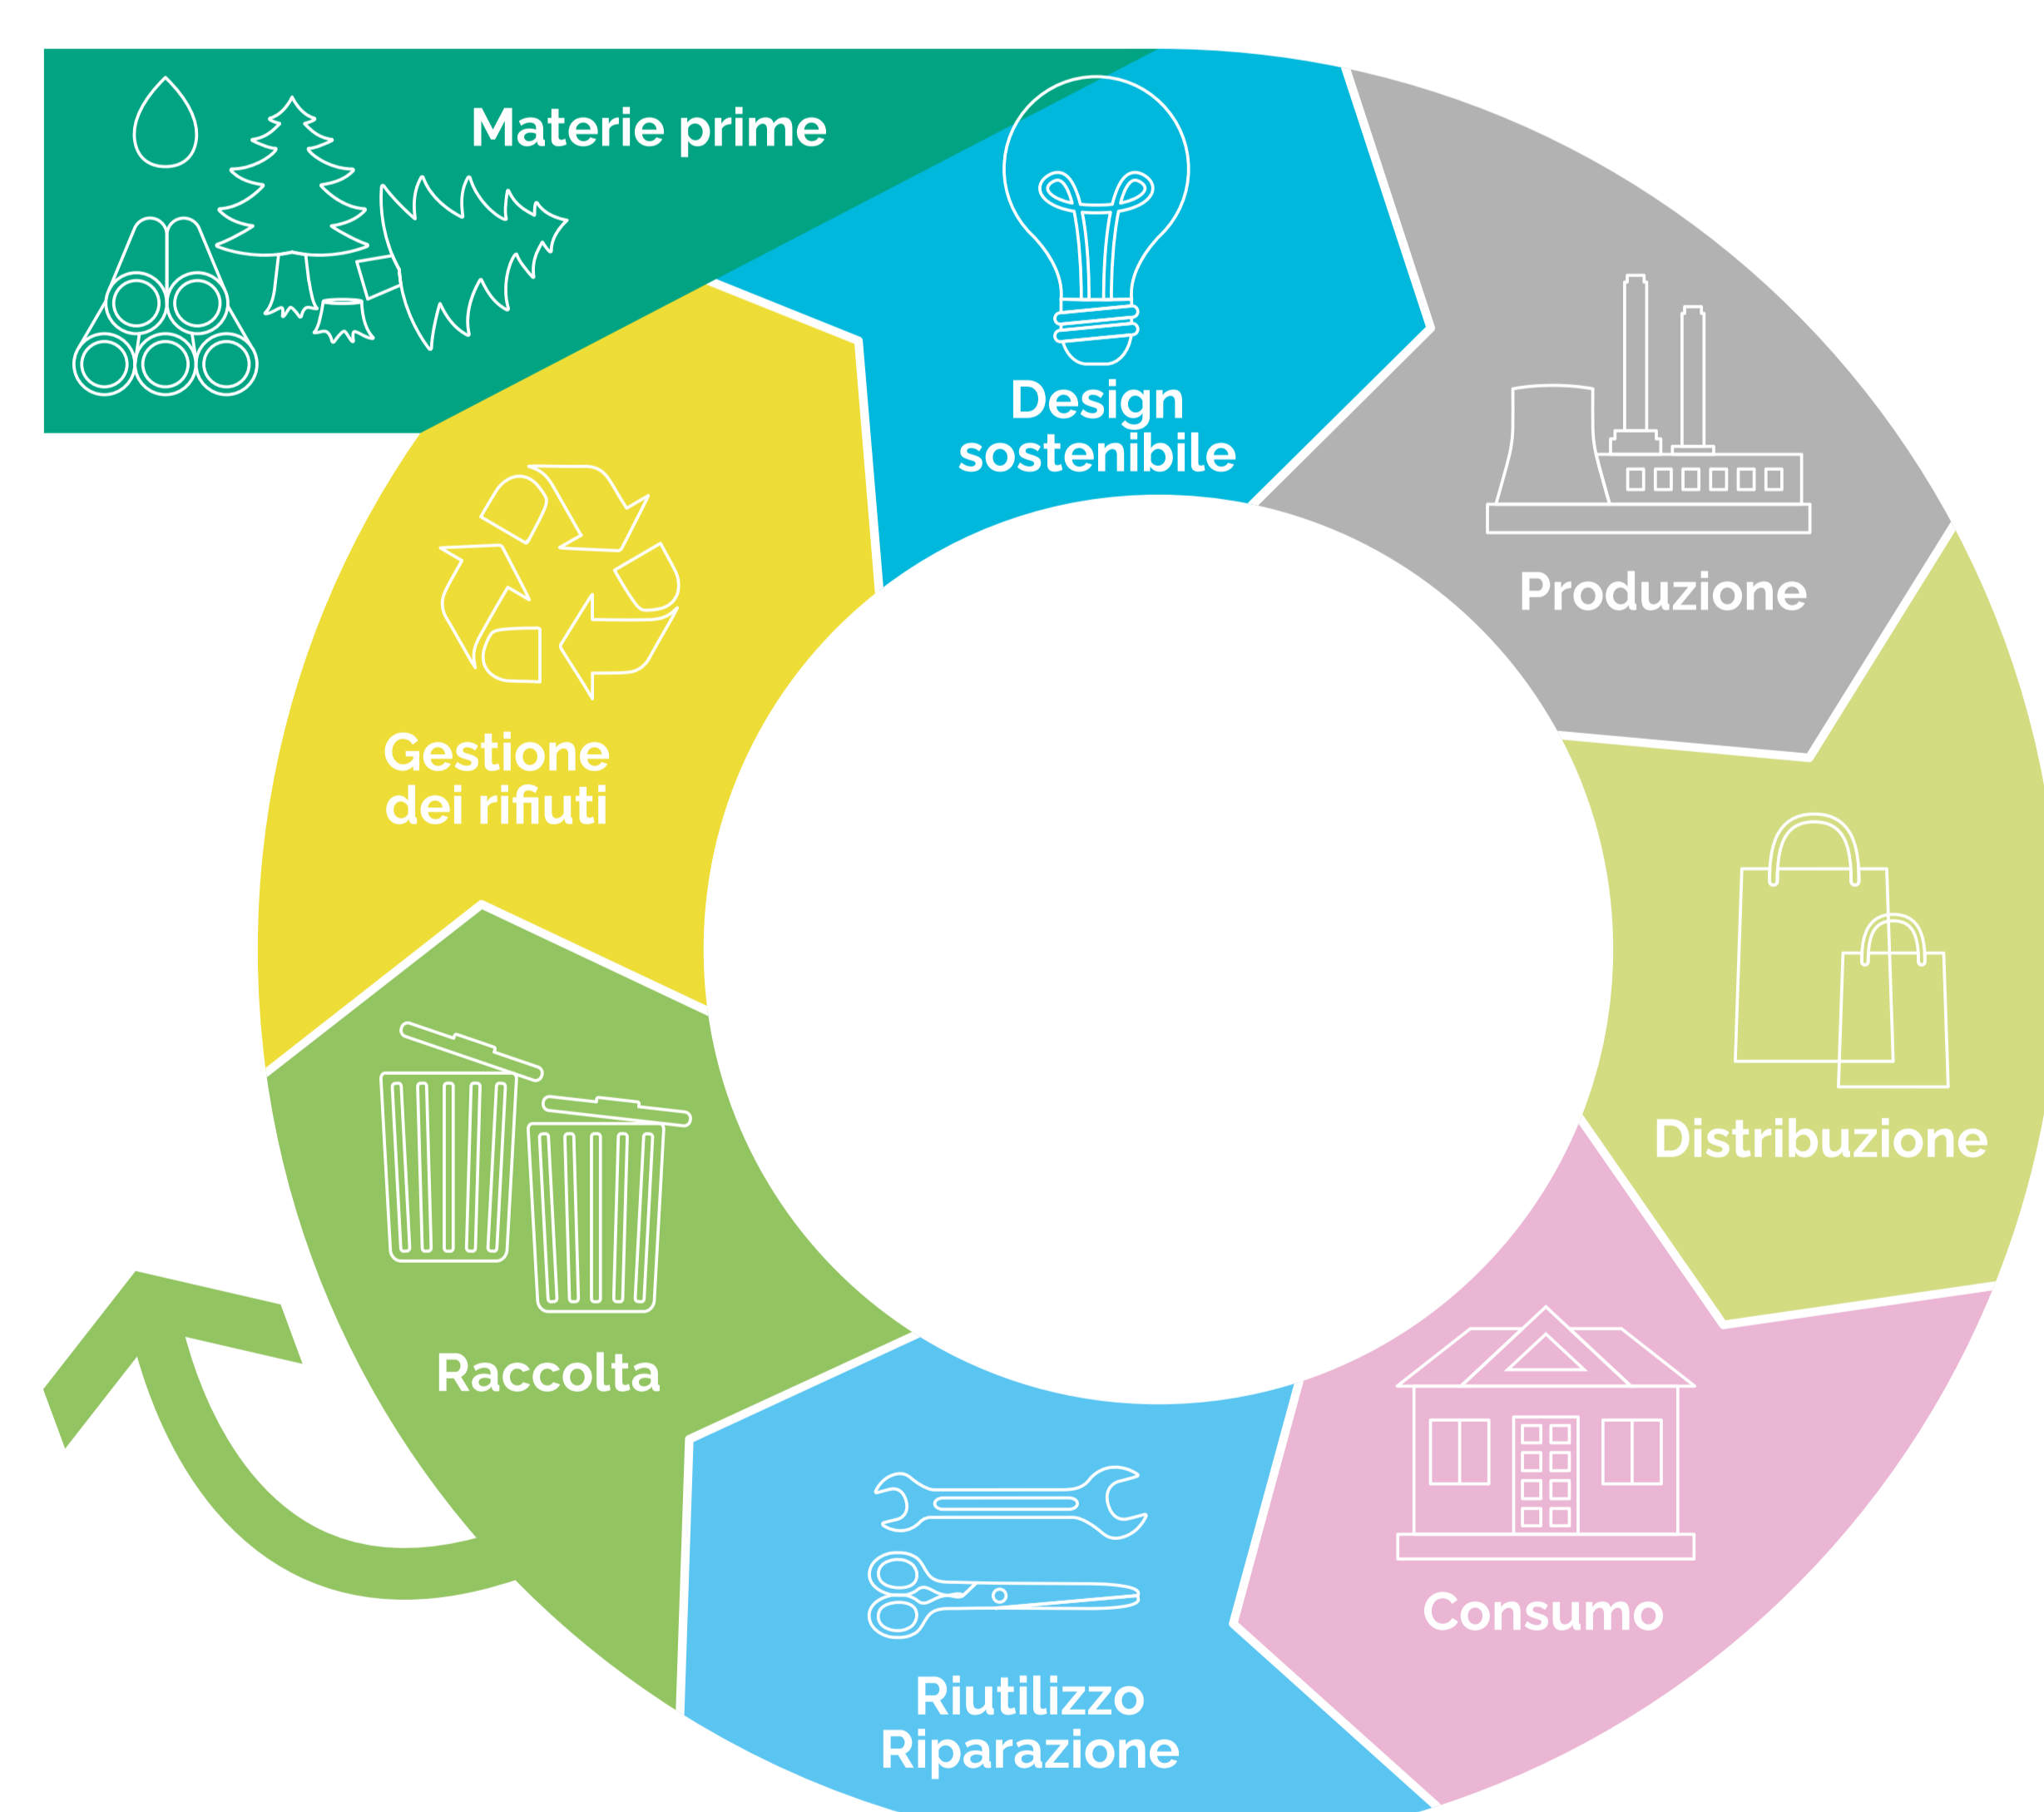 Materie prime
Design
sostenibile
Produzione
Distribuzione
Consumo
Riutilizzo
Riparazione
Raccolta
Gestione
dei rifiuti